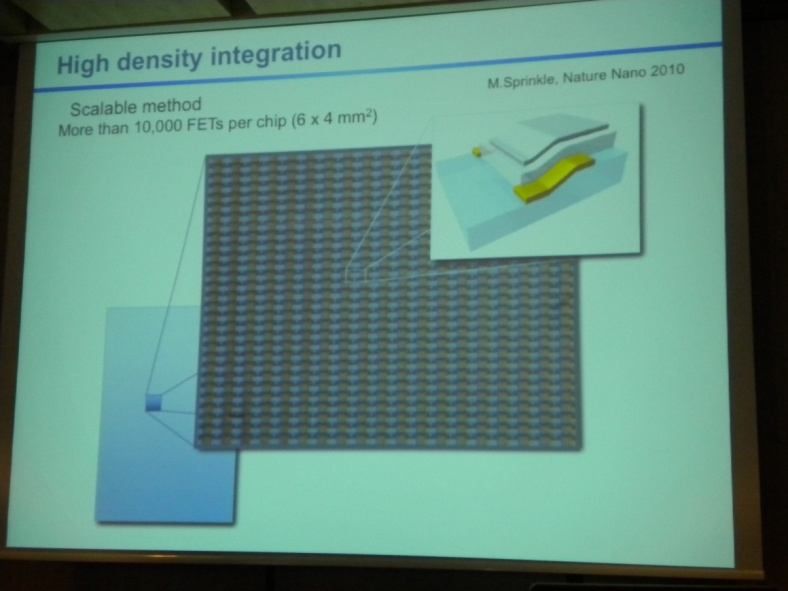 High density integration
M.Sprinkle, Nature Nano 2010
Scalable method
More than 10,000 FETs per chip (6 x 4 mm²)